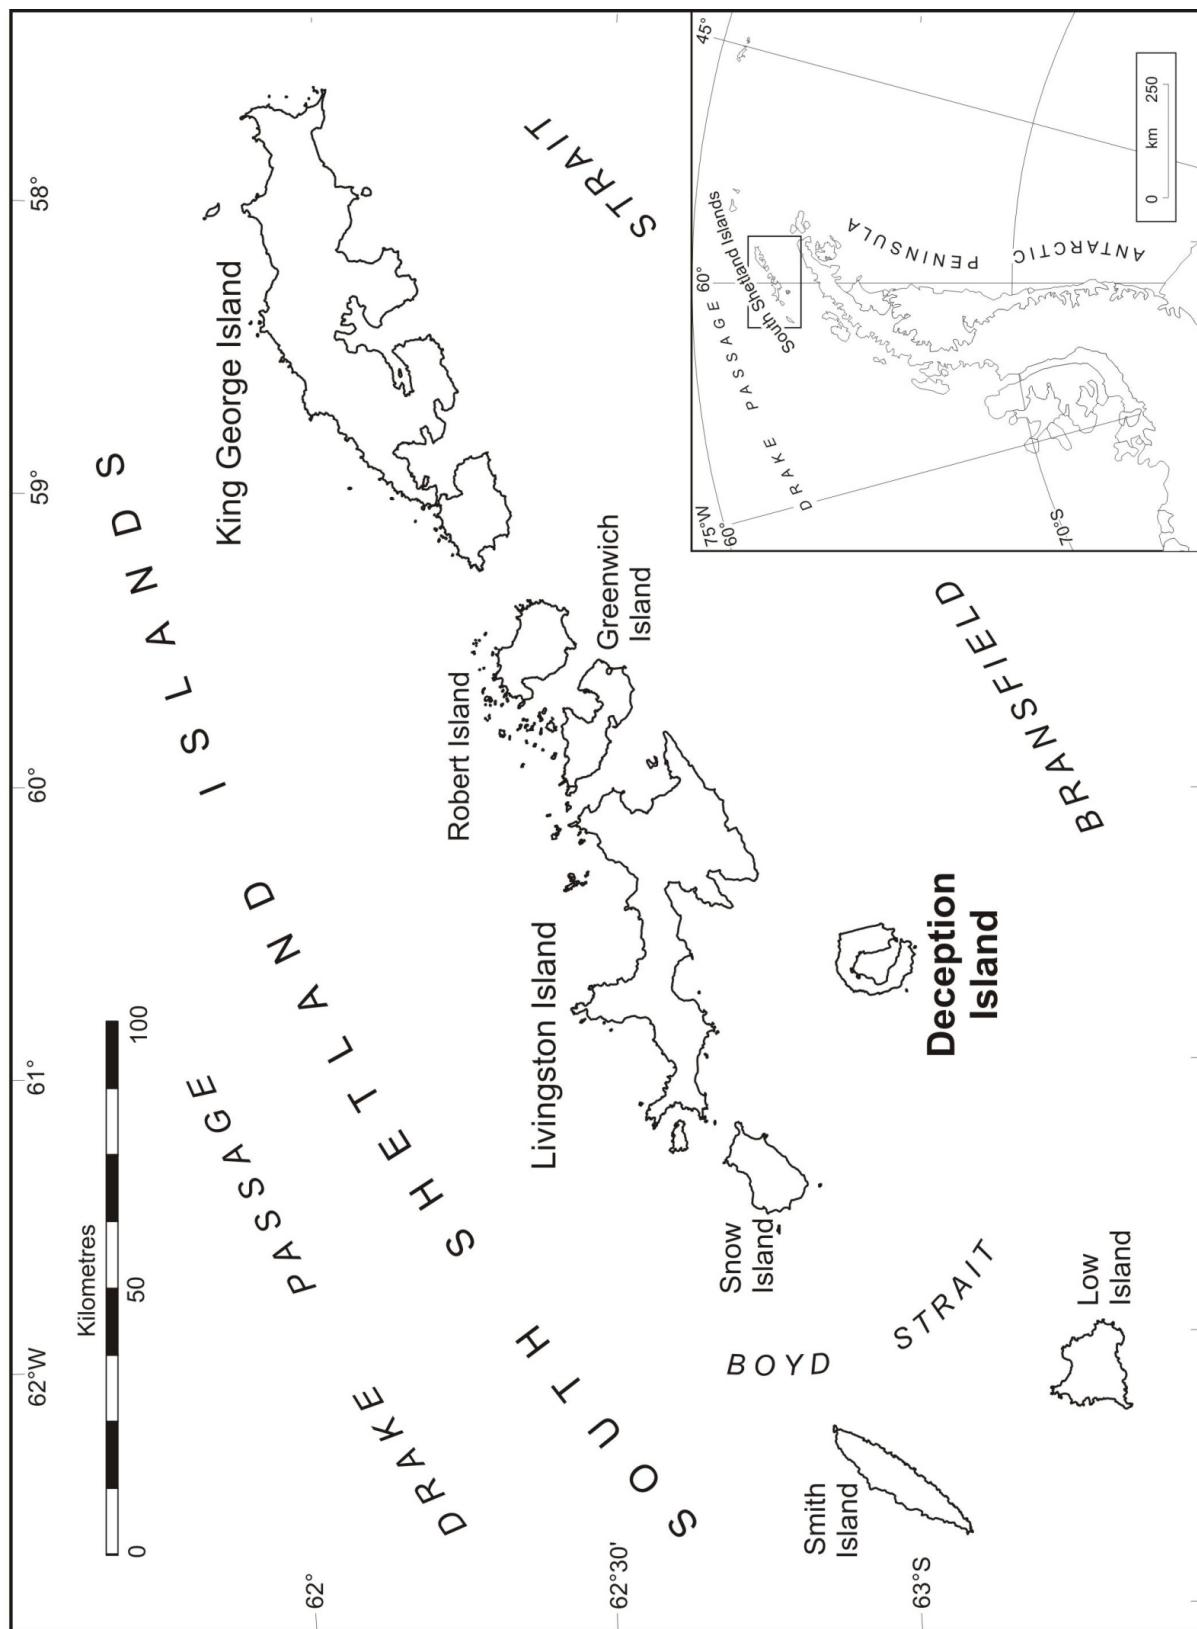 62°W
61°
60°
59°
58°
62°
62°30'
63°S
Kilometres
0
50
100
DRAKE PASSAGE
SOUTH SHETLAND ISLANDS
King George Island
Robert Island
Greenwich
Island
Livingston Island
Snow
Island
Smith
Island
Low
Island
Deception
Island
BOYD STRAIT
BRANSFIELD STRAIT
75°W
60°
60°
45°
70°S
DRAKE PASSAGE
South Shetland Islands
ANTARCTIC
PENINSULA
0
km
250